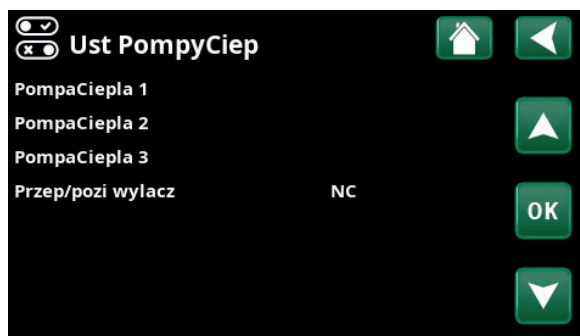 Ust PompyCiep
PompaCiepla 1
PompaCiepla 2
PompaCiepla 3
Przep/pozi wylacz NC
OK